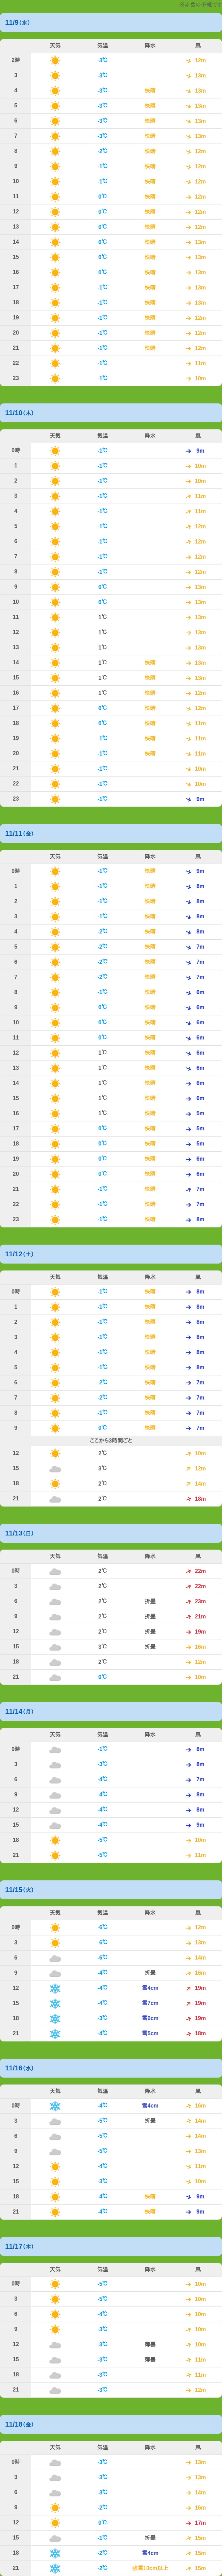 ※各森の予報です
11/9(水)
天気 気温 降水 風
2時 -3℃ 12m
3 -3℃ 13m
4 -3℃ 快晴 13m
5 -3℃ 快晴 13m
6 -3℃ 快晴 13m
7 -3℃ 快晴 13m
8 -2℃ 快晴 12m
9 -1℃ 快晴 12m
10 -1℃ 快晴 12m
11 0℃ 快晴 12m
12 0℃ 快晴 12m
13 0℃ 快晴 12m
14 0℃ 快晴 13m
15 0℃ 快晴 13m
16 0℃ 快晴 13m
17 -1℃ 快晴 13m
18 -1℃ 快晴 13m
19 -1℃ 快晴 12m
20 -1℃ 快晴 12m
21 -1℃ 快晴 12m
22 -1℃ 11m
23 -1℃ 10m
11/10(木)
天気 気温 降水 風
0時 -1℃ 9m
1 -1℃ 10m
2 -1℃ 10m
3 -1℃ 11m
4 -1℃ 11m
5 -1℃ 12m
6 -1℃ 12m
7 -1℃ 12m
8 -1℃ 12m
9 0℃ 13m
10 0℃ 13m
11 1℃ 13m
12 1℃ 13m
13 1℃ 13m
14 1℃ 快晴 13m
15 1℃ 快晴 13m
16 1℃ 快晴 12m
17 0℃ 快晴 12m
18 0℃ 快晴 11m
19 -1℃ 快晴 11m
20 -1℃ 快晴 11m
21 -1℃ 10m
22 -1℃ 10m
23 -1℃ 9m
11/11(金)
天気 気温 降水 風
0時 -1℃ 快晴 9m
1 -1℃ 快晴 8m
2 -1℃ 快晴 8m
3 -1℃ 快晴 8m
4 -2℃ 快晴 8m
5 -2℃ 快晴 7m
6 -2℃ 快晴 7m
7 -2℃ 快晴 7m
8 -1℃ 快晴 6m
9 0℃ 快晴 6m
10 0℃ 快晴 6m
11 0℃ 快晴 6m
12 1℃ 快晴 6m
13 1℃ 快晴 6m
14 1℃ 快晴 6m
15 1℃ 快晴 6m
16 1℃ 快晴 5m
17 0℃ 快晴 5m
18 0℃ 快晴 5m
19 0℃ 快晴 6m
20 0℃ 快晴 6m
21 -1℃ 快晴 7m
22 -1℃ 快晴 7m
23 -1℃ 快晴 8m
11/12(土)
天気 気温 降水 風
0時 -1℃ 快晴 8m
1 -1℃ 快晴 8m
2 -1℃ 快晴 8m
3 -1℃ 快晴 8m
4 -1℃ 快晴 8m
5 -1℃ 快晴 8m
6 -2℃ 快晴 7m
7 -2℃ 快晴 7m
8 -1℃ 快晴 7m
9 0℃ 快晴 7m
ここから3時間ごと
12 2℃ 10m
15 3℃ 12m
18 2℃ 14m
21 2℃ 18m
11/13(日)
天気 気温 降水 風
0時 2℃ 22m
3 2℃ 22m
6 2℃ 折曇 23m
9 2℃ 折曇 21m
12 2℃ 折曇 19m
15 3℃ 折曇 16m
18 2℃ 12m
21 0℃ 10m
11/14(月)
天気 気温 降水 風
0時 -1℃ 8m
3 -3℃ 8m
6 -4℃ 7m
9 -4℃ 8m
12 -4℃ 8m
15 -4℃ 9m
18 -5℃ 10m
21 -5℃ 11m
11/15(火)
天気 気温 降水 風
0時 -6℃ 12m
3 -6℃ 13m
6 -6℃ 14m
9 -4℃ 折曇 16m
12 -4℃ 雪4cm 19m
15 -4℃ 雪7cm 19m
18 -3℃ 雪6cm 19m
21 -4℃ 雪5cm 18m
11/16(水)
天気 気温 降水 風
0時 -4℃ 雪4cm 16m
3 -5℃ 折曇 14m
6 -5℃ 14m
9 -5℃ 13m
12 -4℃ 11m
15 -3℃ 10m
18 -4℃ 快晴 9m
21 -4℃ 快晴 9m
11/17(木)
天気 気温 降水 風
0時 -5℃ 10m
3 -5℃ 10m
6 -4℃ 10m
9 -3℃ 10m
12 -3℃ 薄曇 10m
15 -3℃ 薄曇 11m
18 -3℃ 11m
21 -3℃ 12m
11/18(金)
天気 気温 降水 風
0時 -3℃ 13m
3 -3℃ 13m
6 -3℃ 14m
9 -2℃ 16m
12 0℃ 17m
15 -1℃ 折曇 15m
18 -2℃ 雪4cm 15m
21 -2℃ 強雪10cm以上 15m